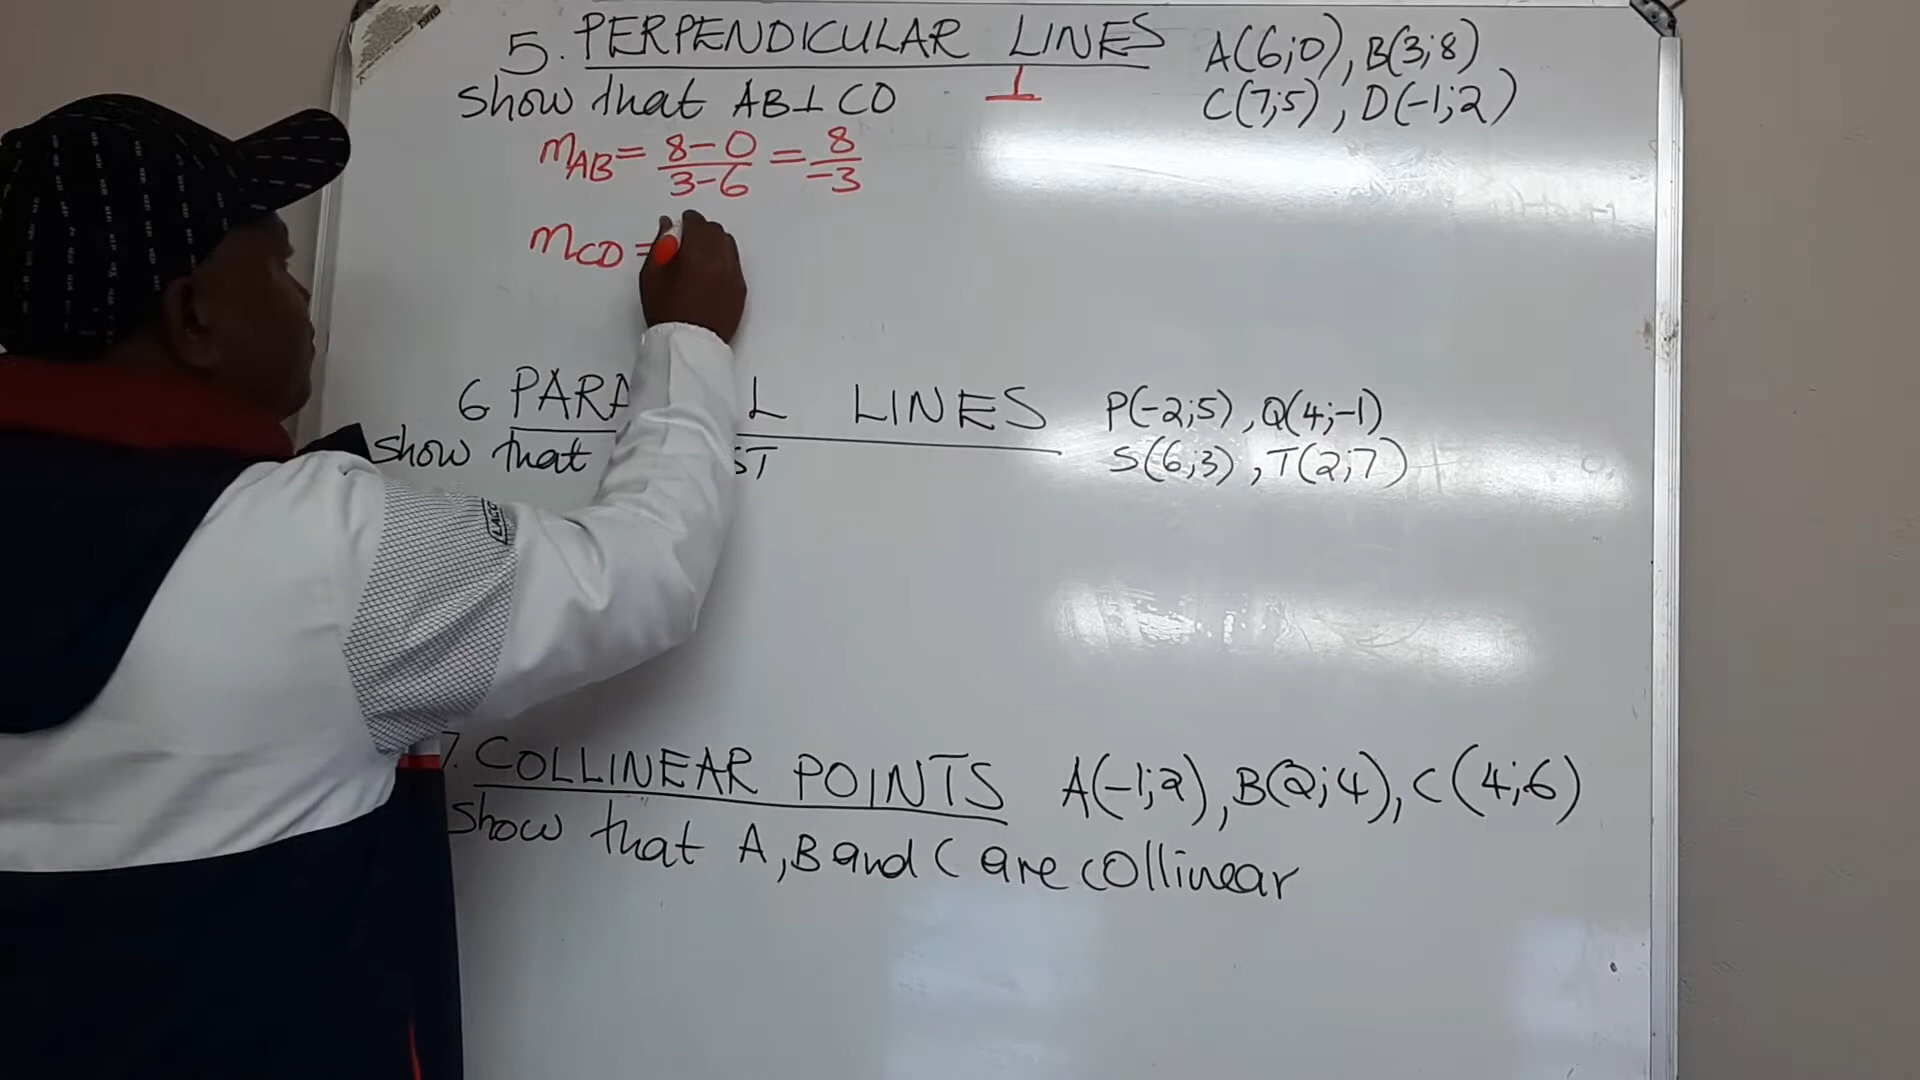 5. PERPENDICULAR LINES
A(6;0), B(3;8)
show that AB⊥CD
⊥
C(7;5), D(-1;2)
mAB = 8-0/3-6 = 8/-3
mCD =
6 PARA L LINES
P(-2;5), Q(4;-1)
show that ST
S(6;3), T(2;7)
7. COLLINEAR POINTS A(-1;2), B(2;4), C(4;6)
show that A, B and C are collinear